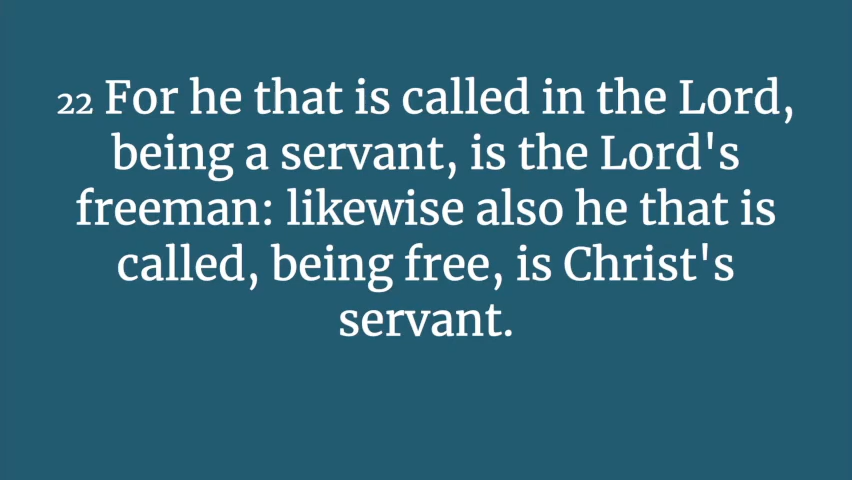 22 For he that is called in the Lord,
being a servant, is the Lord's
freeman: likewise also he that is
called, being free, is Christ's
servant.